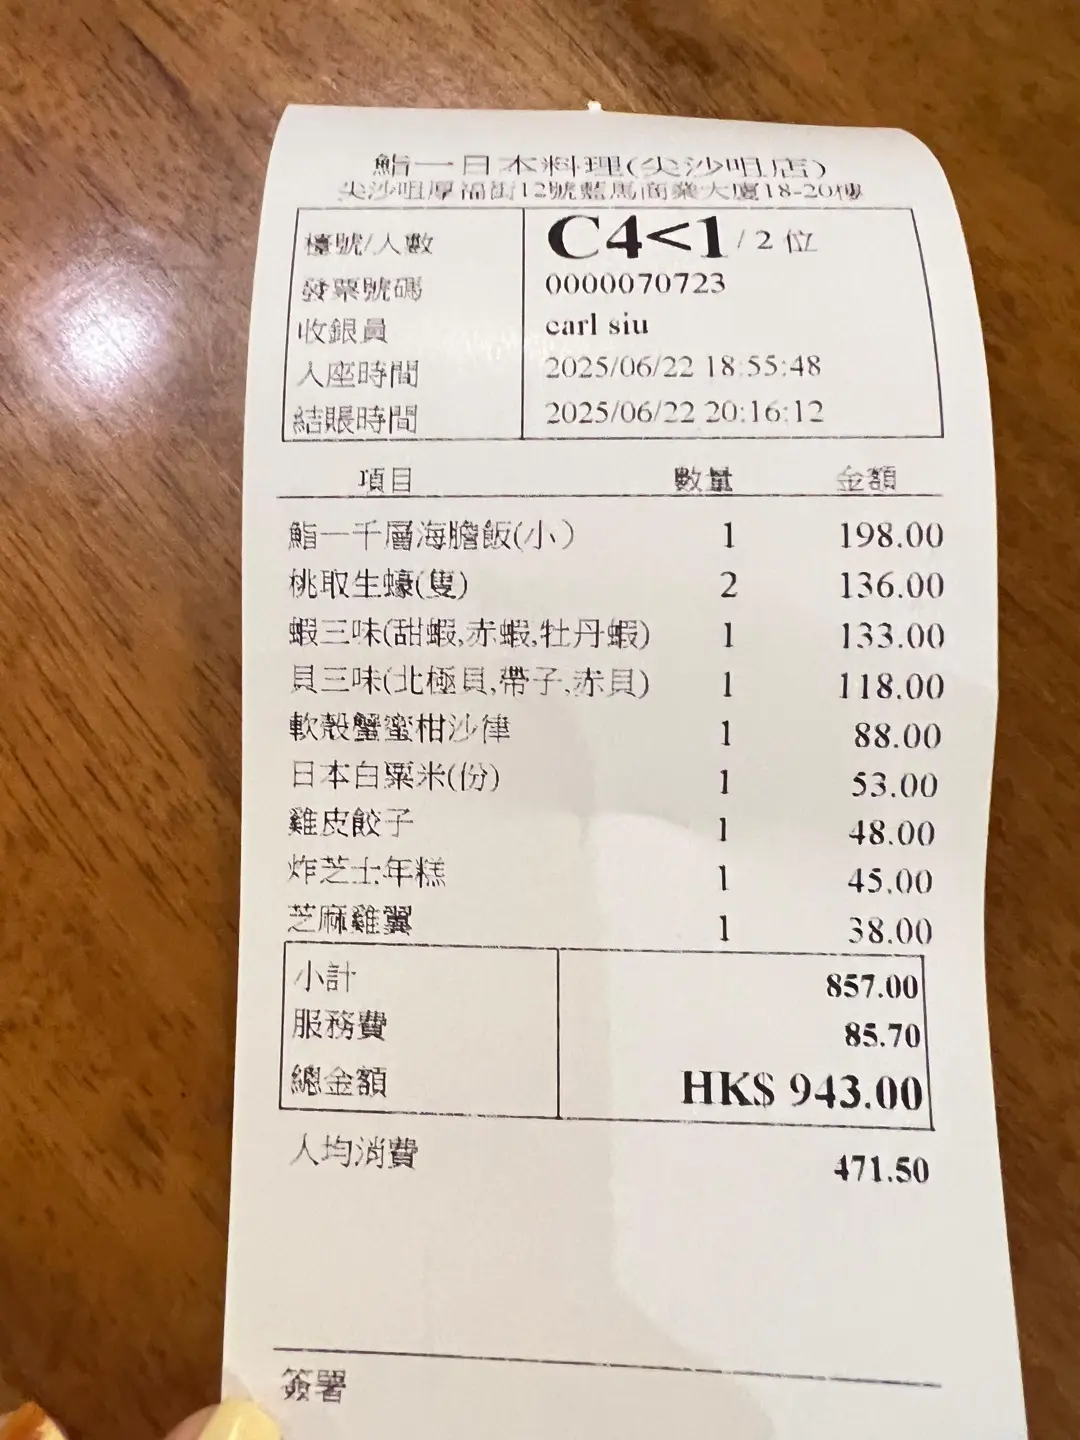 鮨一日本料理(尖沙咀店)
尖沙咀厚福街12號藍馬商業大廈18-20樓
檯號/人數 C4<1 / 2 位
發票號碼 0000070723
收銀員 carl siu
入座時間 2025/06/22 18:55:48
結賬時間 2025/06/22 20:16:12
項目 數量 金額
鮨一千層海膽飯(小) 1 198.00
桃取生蠔(隻) 2 136.00
蝦三味(甜蝦,赤蝦,牡丹蝦) 1 133.00
貝三味(北極貝,帶子,赤貝) 1 118.00
軟殼蟹蜜柑沙律 1 88.00
日本白粟米(份) 1 53.00
雞皮餃子 1 48.00
炸芝士年糕 1 45.00
芝麻雞翼 1 38.00
小計 857.00
服務費 85.70
總金額 HK$ 943.00
人均消費 471.50
簽署